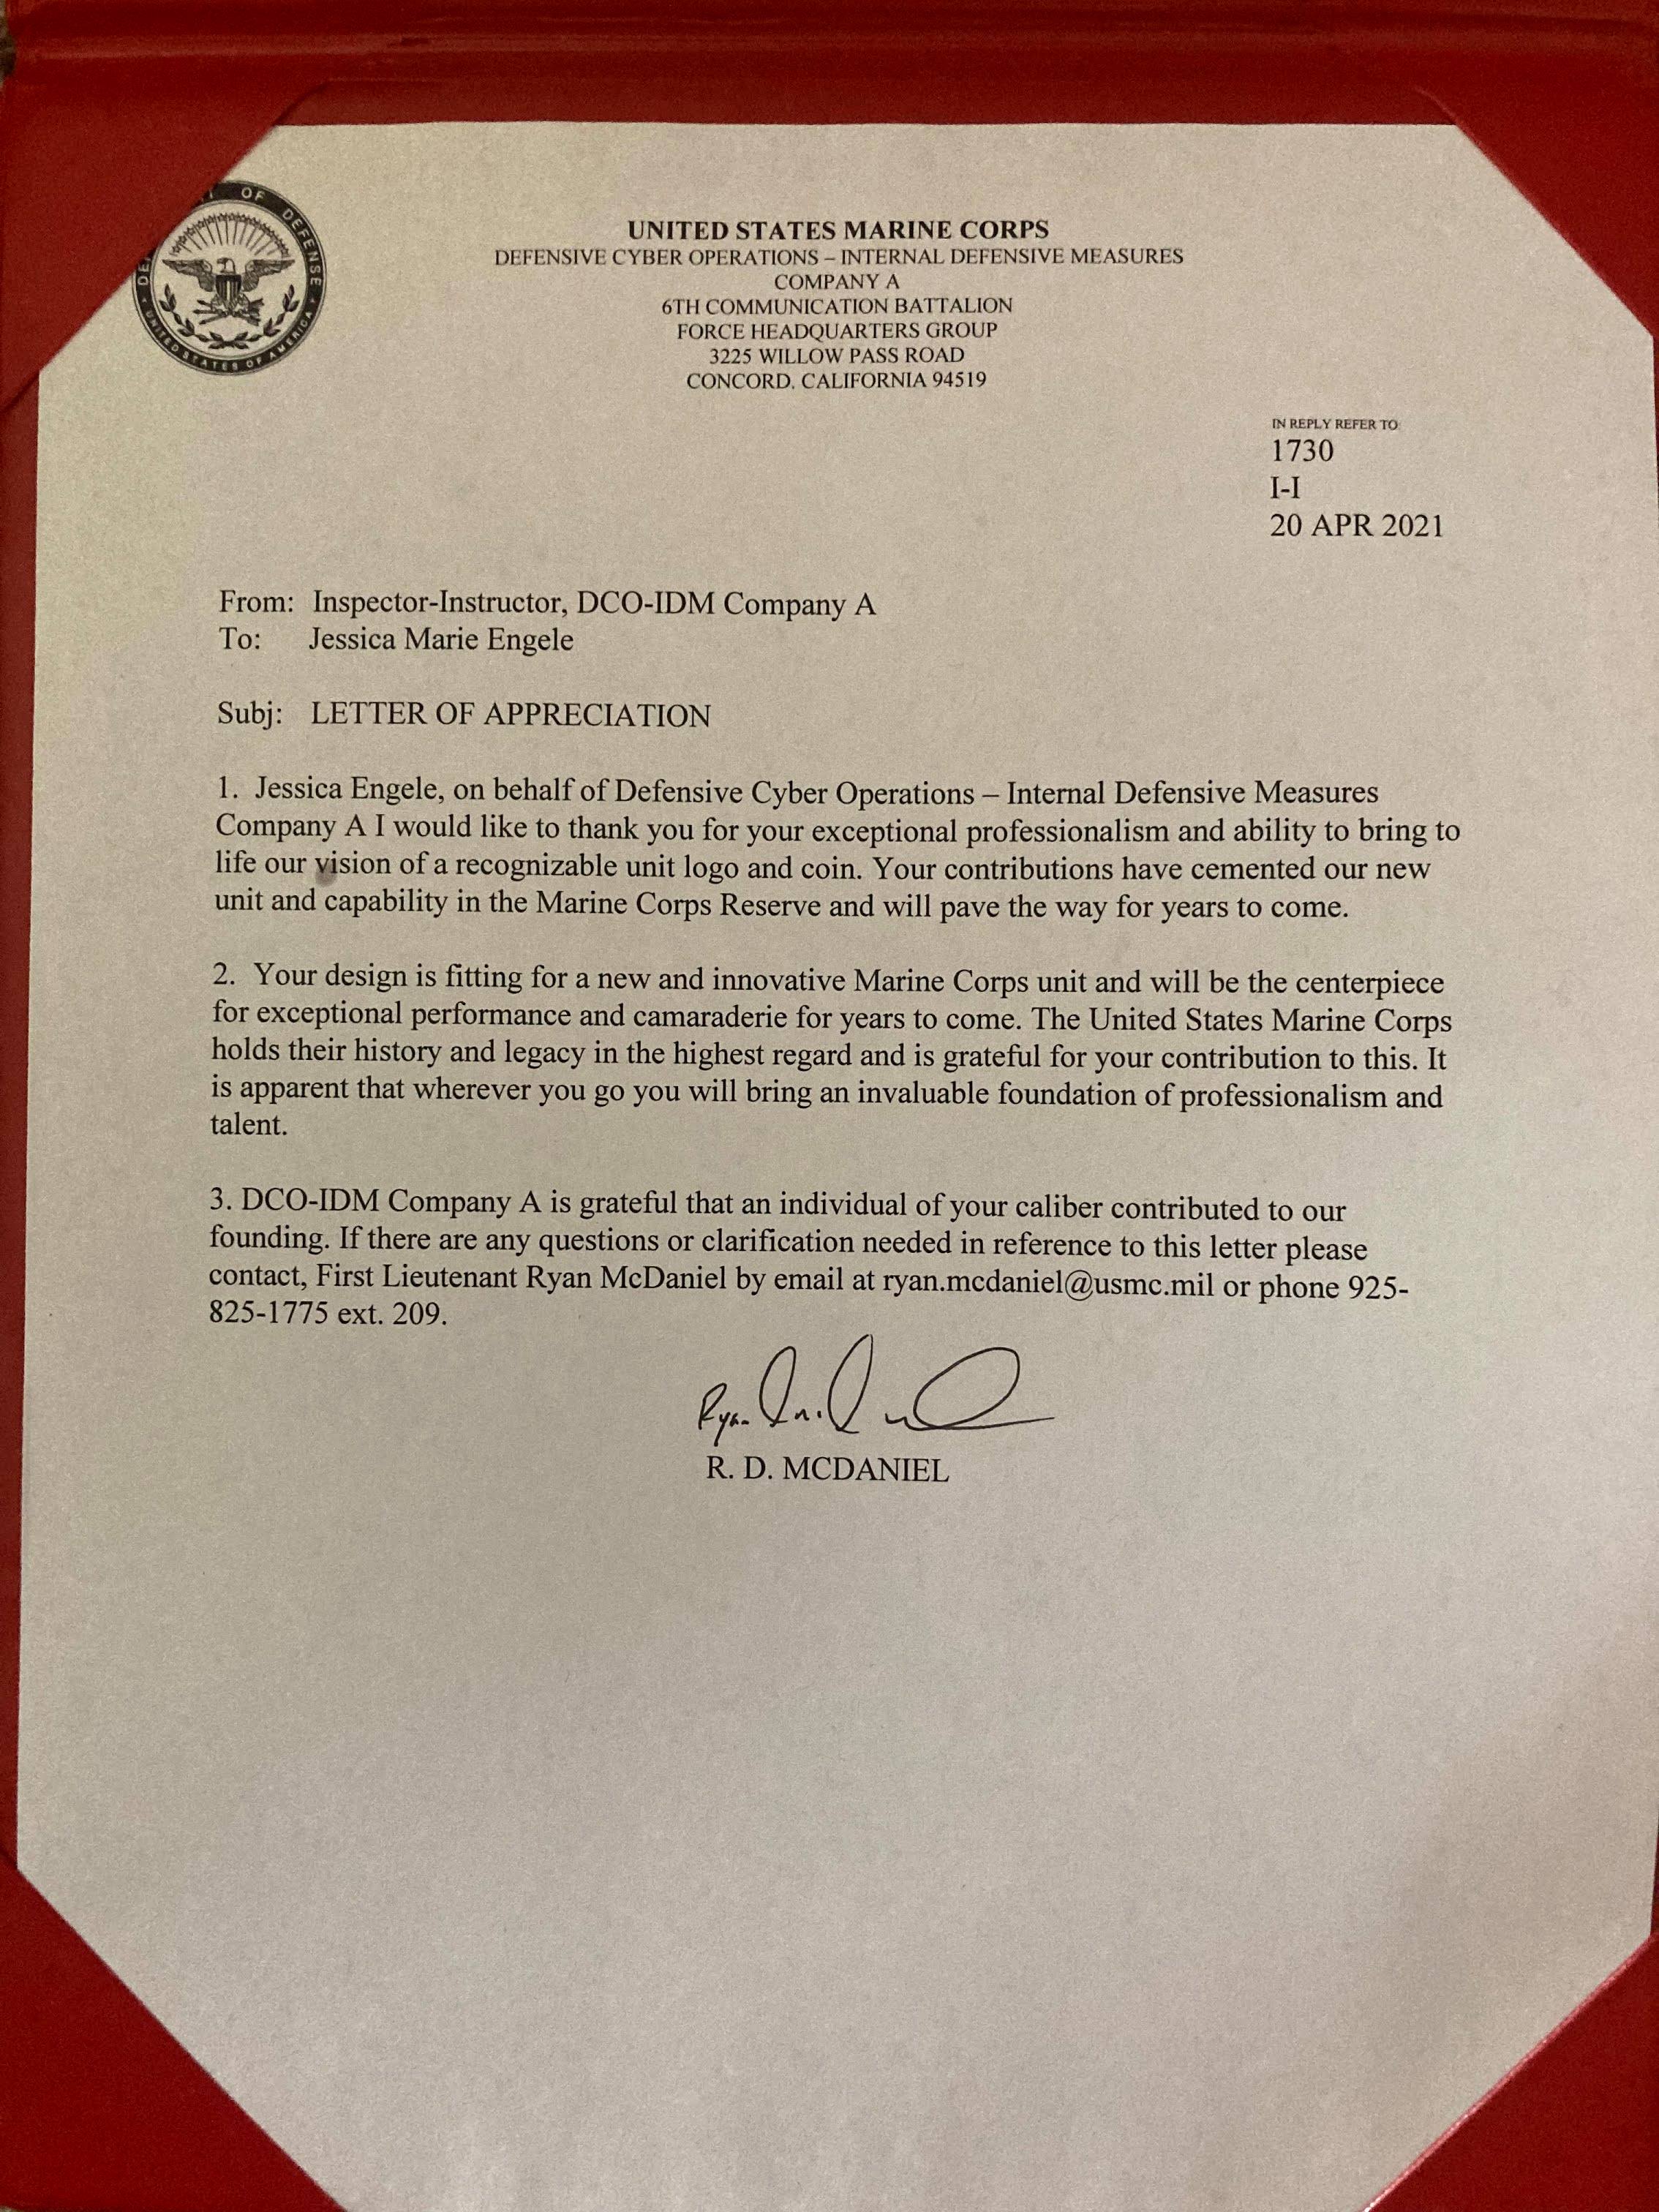 OF DEFENSE
UNITED STATES OF AMERICA
UNITED STATES MARINE CORPS
DEFENSIVE CYBER OPERATIONS – INTERNAL DEFENSIVE MEASURES
COMPANY A
6TH COMMUNICATION BATTALION
FORCE HEADQUARTERS GROUP
3225 WILLOW PASS ROAD
CONCORD, CALIFORNIA 94519
IN REPLY REFER TO:
1730
I-I
20 APR 2021
From: Inspector-Instructor, DCO-IDM Company A
To: Jessica Marie Engele
Subj: LETTER OF APPRECIATION
1. Jessica Engele, on behalf of Defensive Cyber Operations – Internal Defensive Measures
Company A I would like to thank you for your exceptional professionalism and ability to bring to
life our vision of a recognizable unit logo and coin. Your contributions have cemented our new
unit and capability in the Marine Corps Reserve and will pave the way for years to come.
2. Your design is fitting for a new and innovative Marine Corps unit and will be the centerpiece
for exceptional performance and camaraderie for years to come. The United States Marine Corps
holds their history and legacy in the highest regard and is grateful for your contribution to this. It
is apparent that wherever you go you will bring an invaluable foundation of professionalism and
talent.
3. DCO-IDM Company A is grateful that an individual of your caliber contributed to our
founding. If there are any questions or clarification needed in reference to this letter please
contact, First Lieutenant Ryan McDaniel by email at ryan.mcdaniel@usmc.mil or phone 925-
825-1775 ext. 209.
Ryan
R. D. MCDANIEL